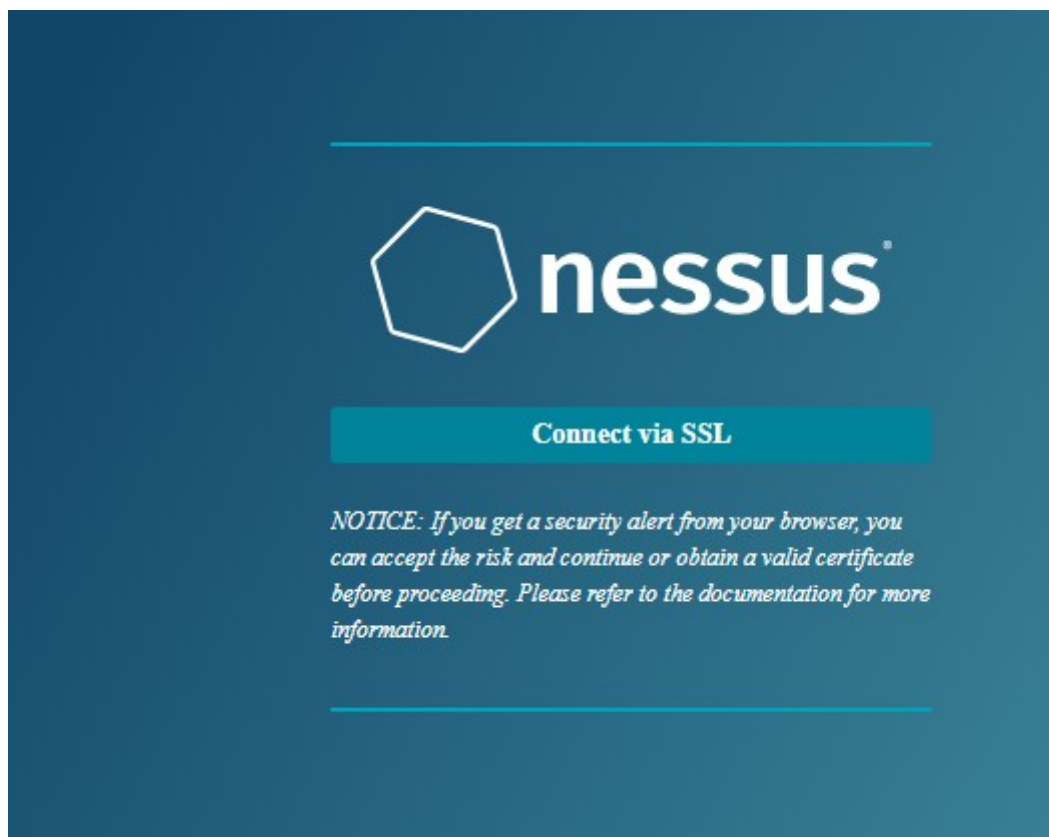 nessus®
Connect via SSL
NOTICE: If you get a security alert from your browser, you
can accept the risk and continue or obtain a valid certificate
before proceeding. Please refer to the documentation for more
information.